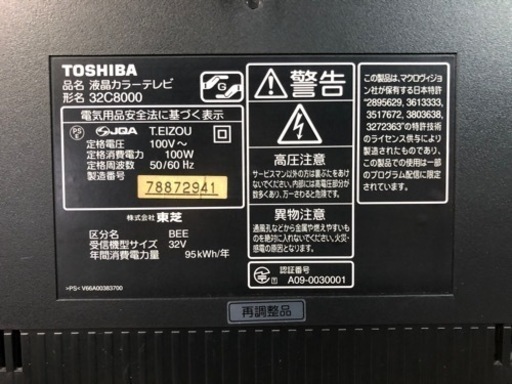 TOSHIBA
品名 液晶カラーテレビ
形名 32C8000
電気用品安全法に基づく表示
PSE JQA T.EIZOU
定格電圧 100V～
定格消費電力 100W
定格周波数 50/60 Hz
製造番号 78872941
株式会社 東芝
区分名 BEE
受信機型サイズ 32V
年間消費電力量 95kWh/年
>PS< V66A00383700
G
警告
高圧注意
サービスマン以外の方は裏ぶたをあけ
ないでください。内部には高電圧部分が
数多くあり、万一さわると危険です。
異物注意
通風孔などから金属や燃えやすいもの
などは入れないでください。火災・
感電の原因となります。
認証番号
A09-0030001
この製品は、マクロヴィジョン
社が保有する日本特許
"2895629, 3613333,
3517672, 3803638,
3272363"の特許技術
のライセンス供与により
製造されています。
この製品での使用は一部
のプログラム配信に限定
されています。
再調整品